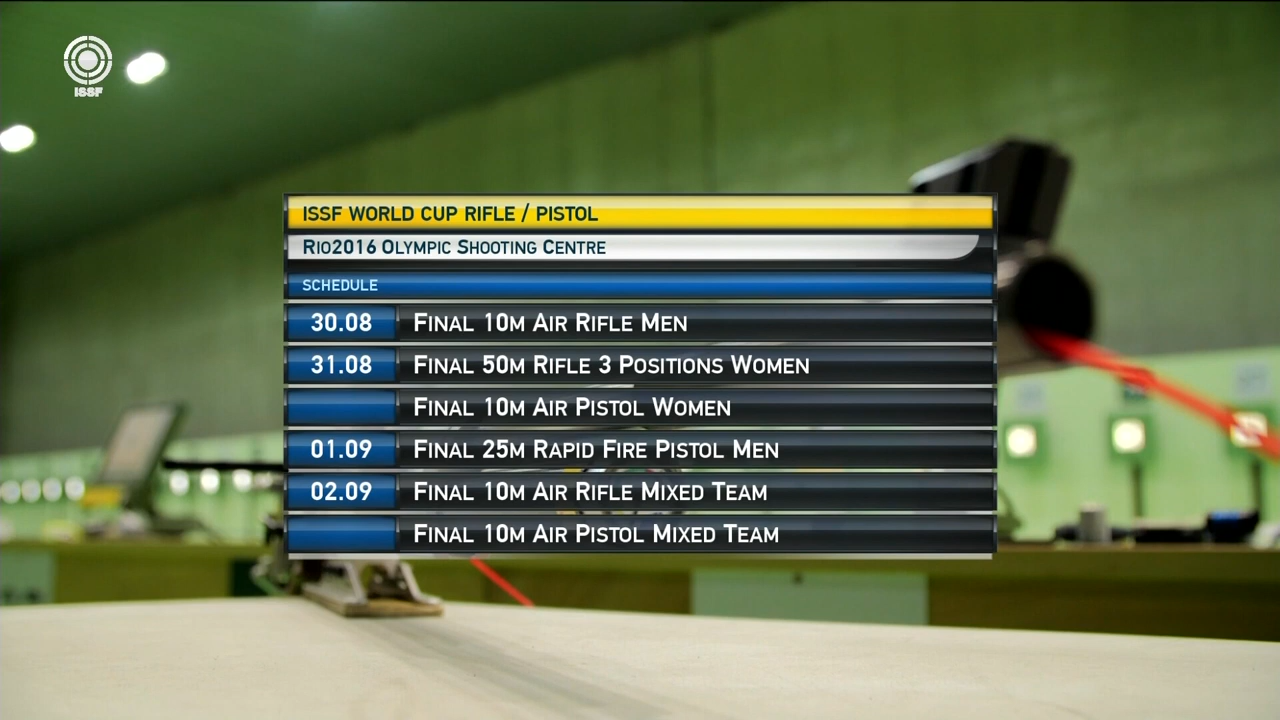 ISSF
ISSF WORLD CUP RIFLE / PISTOL
RIO2016 OLYMPIC SHOOTING CENTRE
SCHEDULE
30.08 FINAL 10M AIR RIFLE MEN
31.08 FINAL 50M RIFLE 3 POSITIONS WOMEN
FINAL 10M AIR PISTOL WOMEN
01.09 FINAL 25M RAPID FIRE PISTOL MEN
02.09 FINAL 10M AIR RIFLE MIXED TEAM
FINAL 10M AIR PISTOL MIXED TEAM